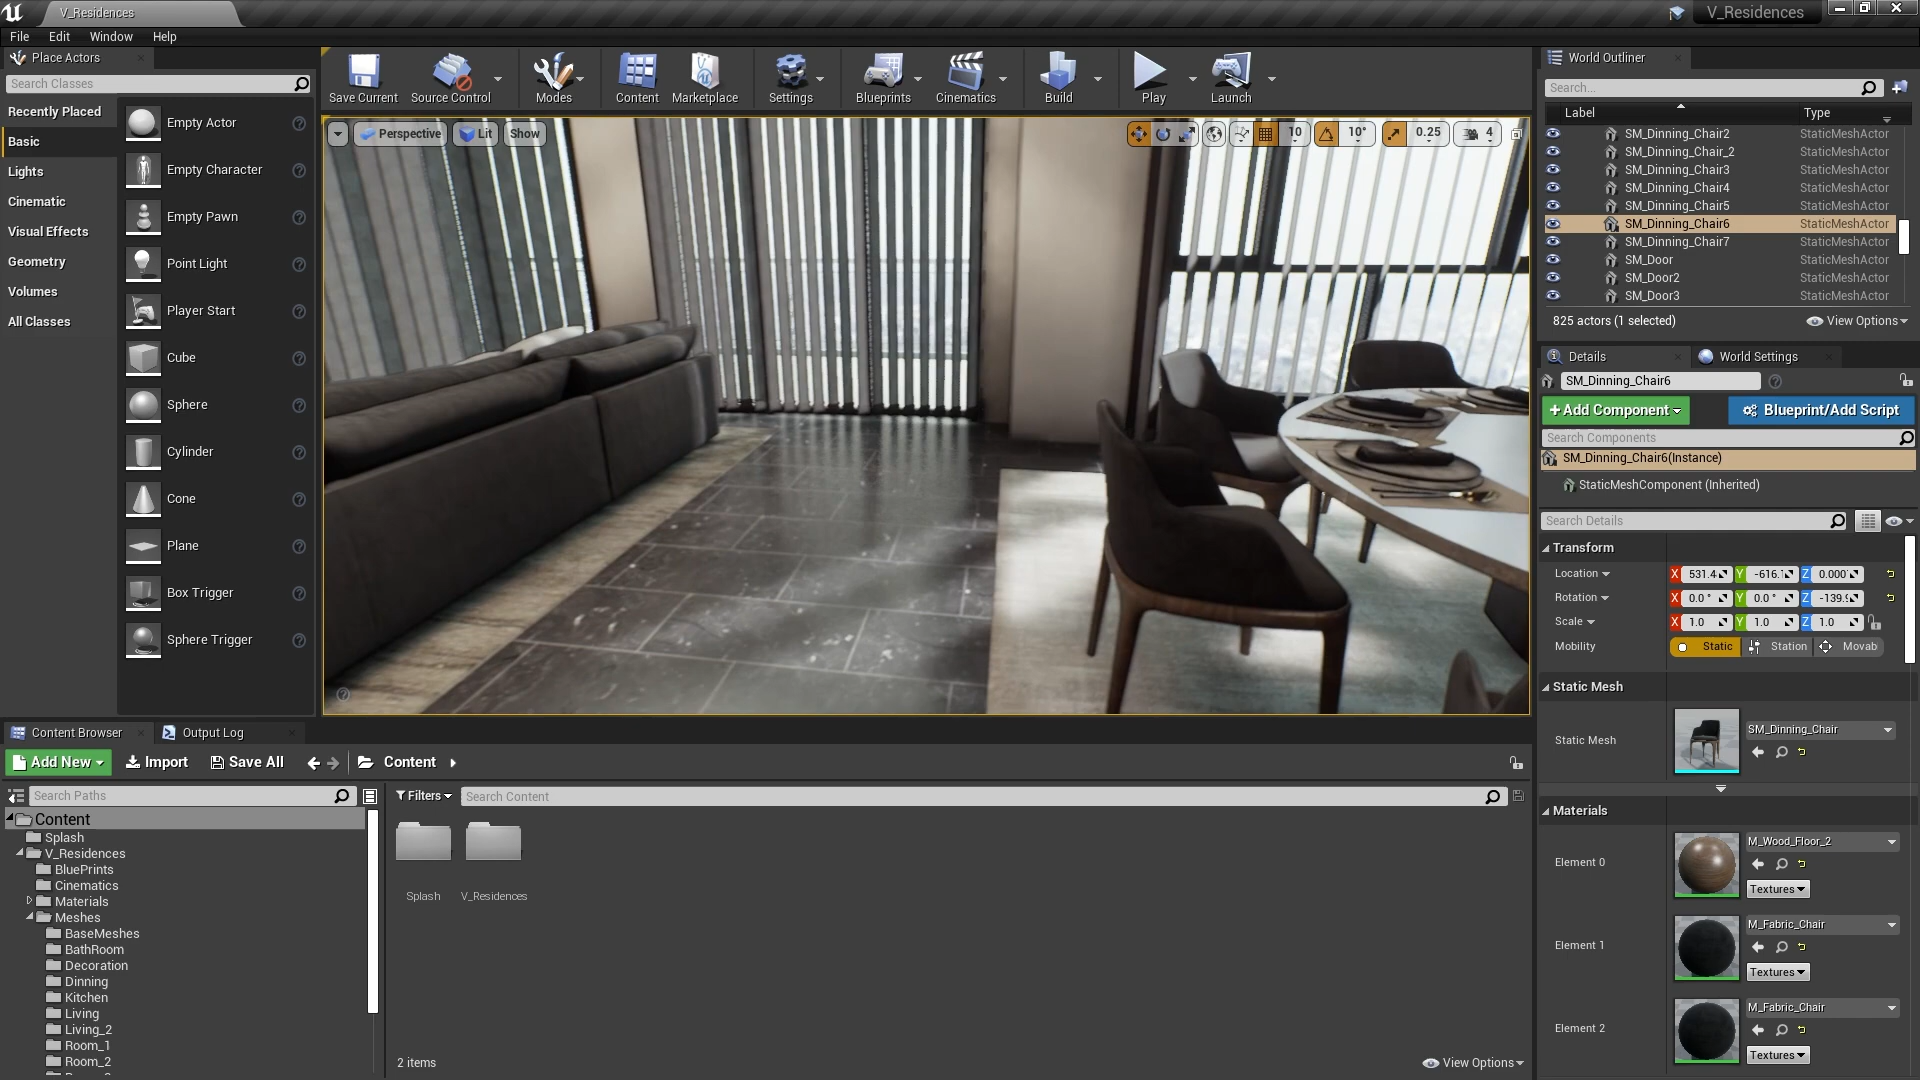 V_Residences
V_Residences
File Edit Window Help
Place Actors
Search Classes
Recently Placed
Basic
Lights
Cinematic
Visual Effects
Geometry
Volumes
All Classes
Empty Actor
Empty Character
Empty Pawn
Point Light
Player Start
Cube
Sphere
Cylinder
Cone
Plane
Box Trigger
Sphere Trigger
Save Current Source Control Modes Content Marketplace Settings Blueprints Cinematics Build Play Launch
Perspective Lit Show 10 10° 0.25 4
World Outliner
Search...
Label Type
SM_Dinning_Chair2 StaticMeshActor
SM_Dinning_Chair_2 StaticMeshActor
SM_Dinning_Chair3 StaticMeshActor
SM_Dinning_Chair4 StaticMeshActor
SM_Dinning_Chair5 StaticMeshActor
SM_Dinning_Chair6 StaticMeshActor
SM_Dinning_Chair7 StaticMeshActor
SM_Door StaticMeshActor
SM_Door2 StaticMeshActor
SM_Door3 StaticMeshActor
825 actors (1 selected) View Options
Details World Settings
SM_Dinning_Chair6
+Add Component Blueprint/Add Script
Search Components
SM_Dinning_Chair6(Instance)
StaticMeshComponent (Inherited)
Search Details
Transform
Location X 531.4 Y -616. Z 0.000
Rotation X 0.0 ° Y 0.0 ° Z -139.
Scale X 1.0 Y 1.0 Z 1.0
Mobility Static Station Movab
Static Mesh
Static Mesh SM_Dinning_Chair
Materials
Element 0 M_Wood_Floor_2
Textures
Element 1 M_Fabric_Chair
Textures
Element 2 M_Fabric_Chair
Textures
Content Browser Output Log
Add New Import Save All Content
Search Paths
Filters Search Content
Content
Splash
V_Residences
BluePrints
Cinematics
Materials
Meshes
BaseMeshes
BathRoom
Decoration
Dinning
Kitchen
Living
Living_2
Room_1
Room_2
Splash V_Residences
2 items View Options